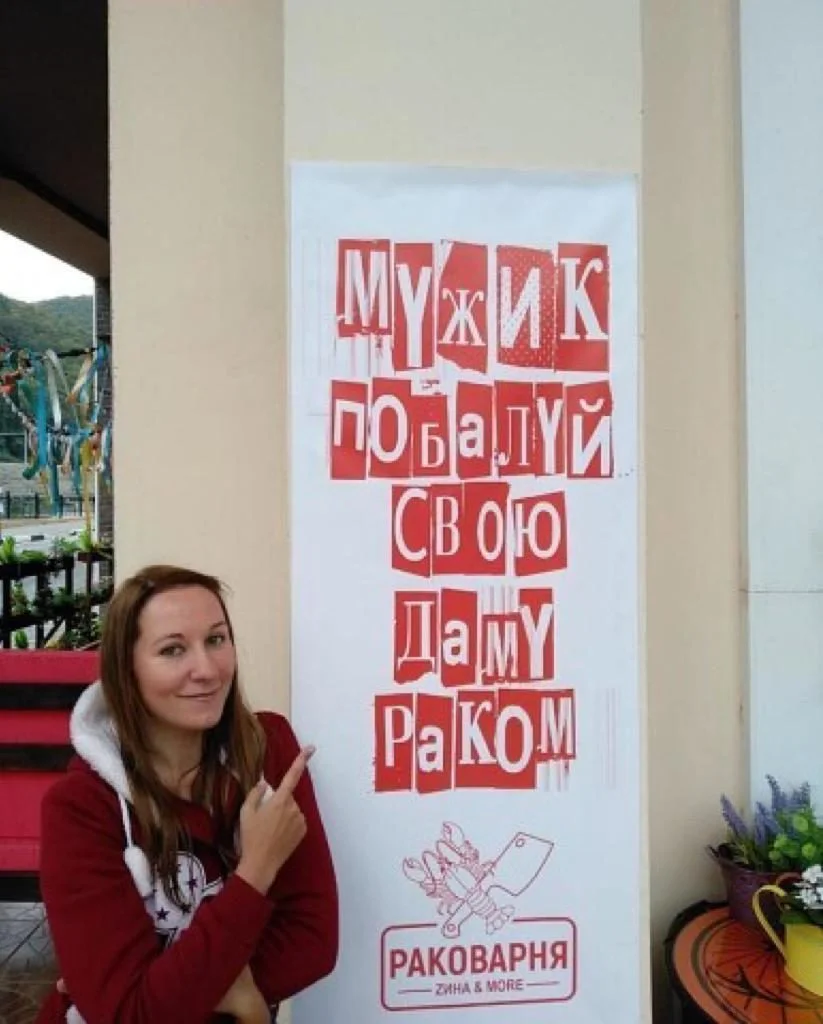 МУЖИК
ПОБАЛУЙ
СВОЮ
ДАМУ
РАКОМ
РАКОВАРНЯ
ZИНА & MORE